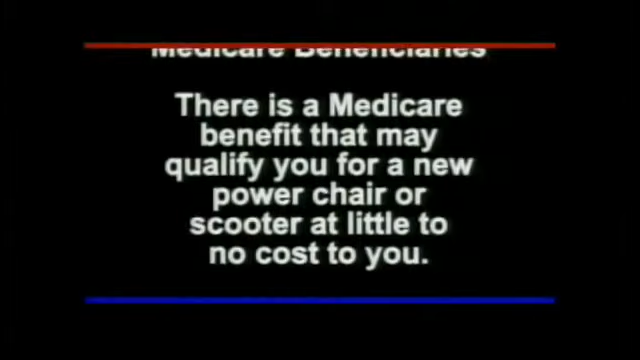 Medicare Beneficiaries
There is a Medicare
benefit that may
qualify you for a new
power chair or
scooter at little to
no cost to you.